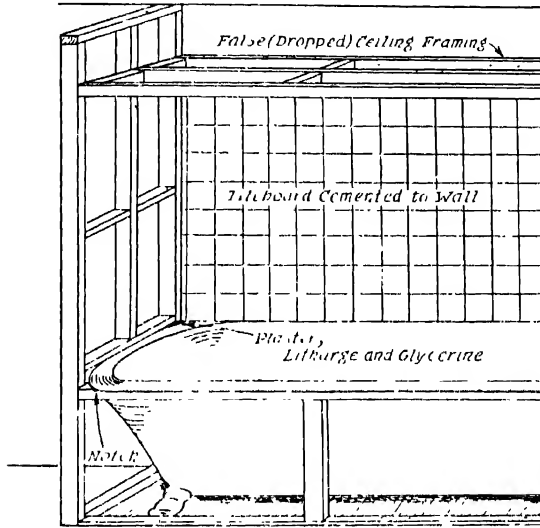 False (Dropped) Ceiling Framing
Tileboard Cemented to Wall
Plaster,
Litharge and Glycerine
Notch